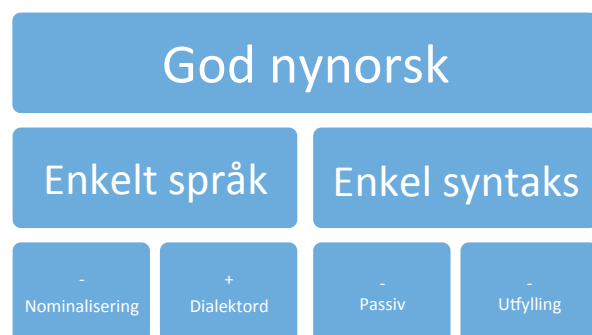 God nynorsk
Enkelt språk
Enkel syntaks
-
Nominalisering
+
Dialektord
-
Passiv
-
Utfylling